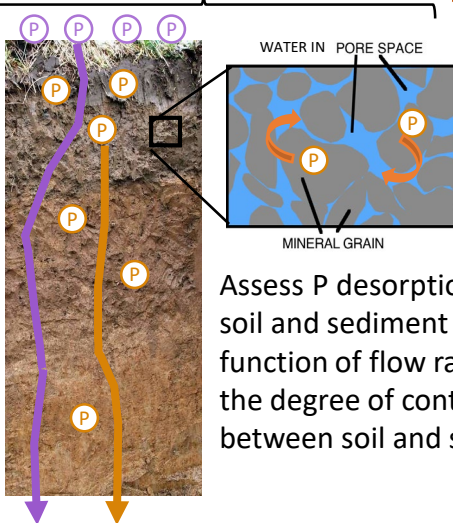 P P P P
WATER IN PORE SPACE
P P
P
P
P
P
P
P
MINERAL GRAIN
Assess P desorptio
soil and sediment
function of flow ra
the degree of cont
between soil and s